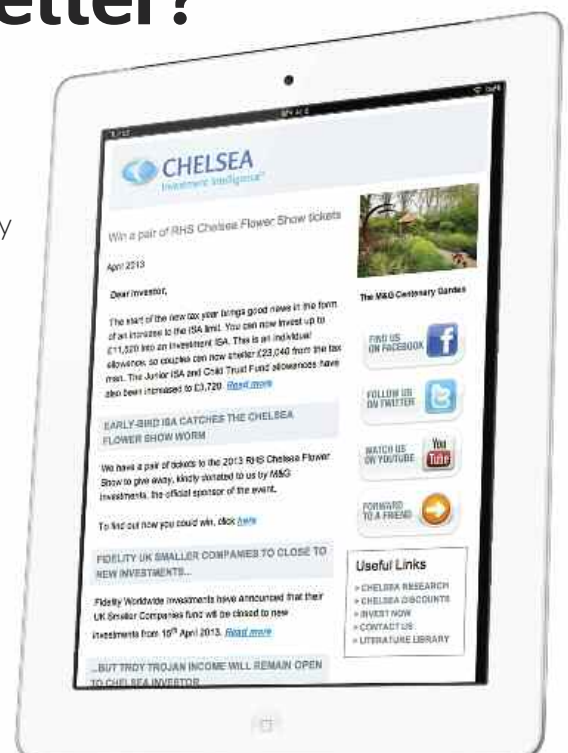 etter?
y
CHELSEA
Investment Intelligence
Win a pair of RHS Chelsea Flower Show tickets
April 2013
Dear Investor,
The start of the new tax year brings good news in the form
of an increase to the ISA limit. You can now invest up to
£11,520 into an Investment ISA. This is an individual
allowance, so couples can now shelter £23,040 from the tax
man. The Junior ISA and Child Trust Fund allowances have
also been increased to £3,720. Read more
EARLY-BIRD ISA CATCHES THE CHELSEA
FLOWER SHOW WORM
We have a pair of tickets to the 2013 RHS Chelsea Flower
Show to give away, kindly donated to us by M&G
Investments, the official sponsor of the event.
To find out how you could win, click here
FIDELITY UK SMALLER COMPANIES TO CLOSE TO
NEW INVESTMENTS...
Fidelity Worldwide Investments have announced that their
UK Smaller Companies fund will be closed to new
investments from 15th April 2013. Read more
...BUT TROY TROJAN INCOME WILL REMAIN OPEN
TO CHELSEA INVESTOR
The M&G Centenary Garden
FIND US
ON FACEBOOK
f
FOLLOW US
ON TWITTER
t
WATCH US
ON YOUTUBE
You
Tube
FORWARD
TO A FRIEND
Useful Links
» CHELSEA RESEARCH
» CHELSEA DISCOUNTS
» INVEST NOW
» CONTACT US
» LITERATURE LIBRARY